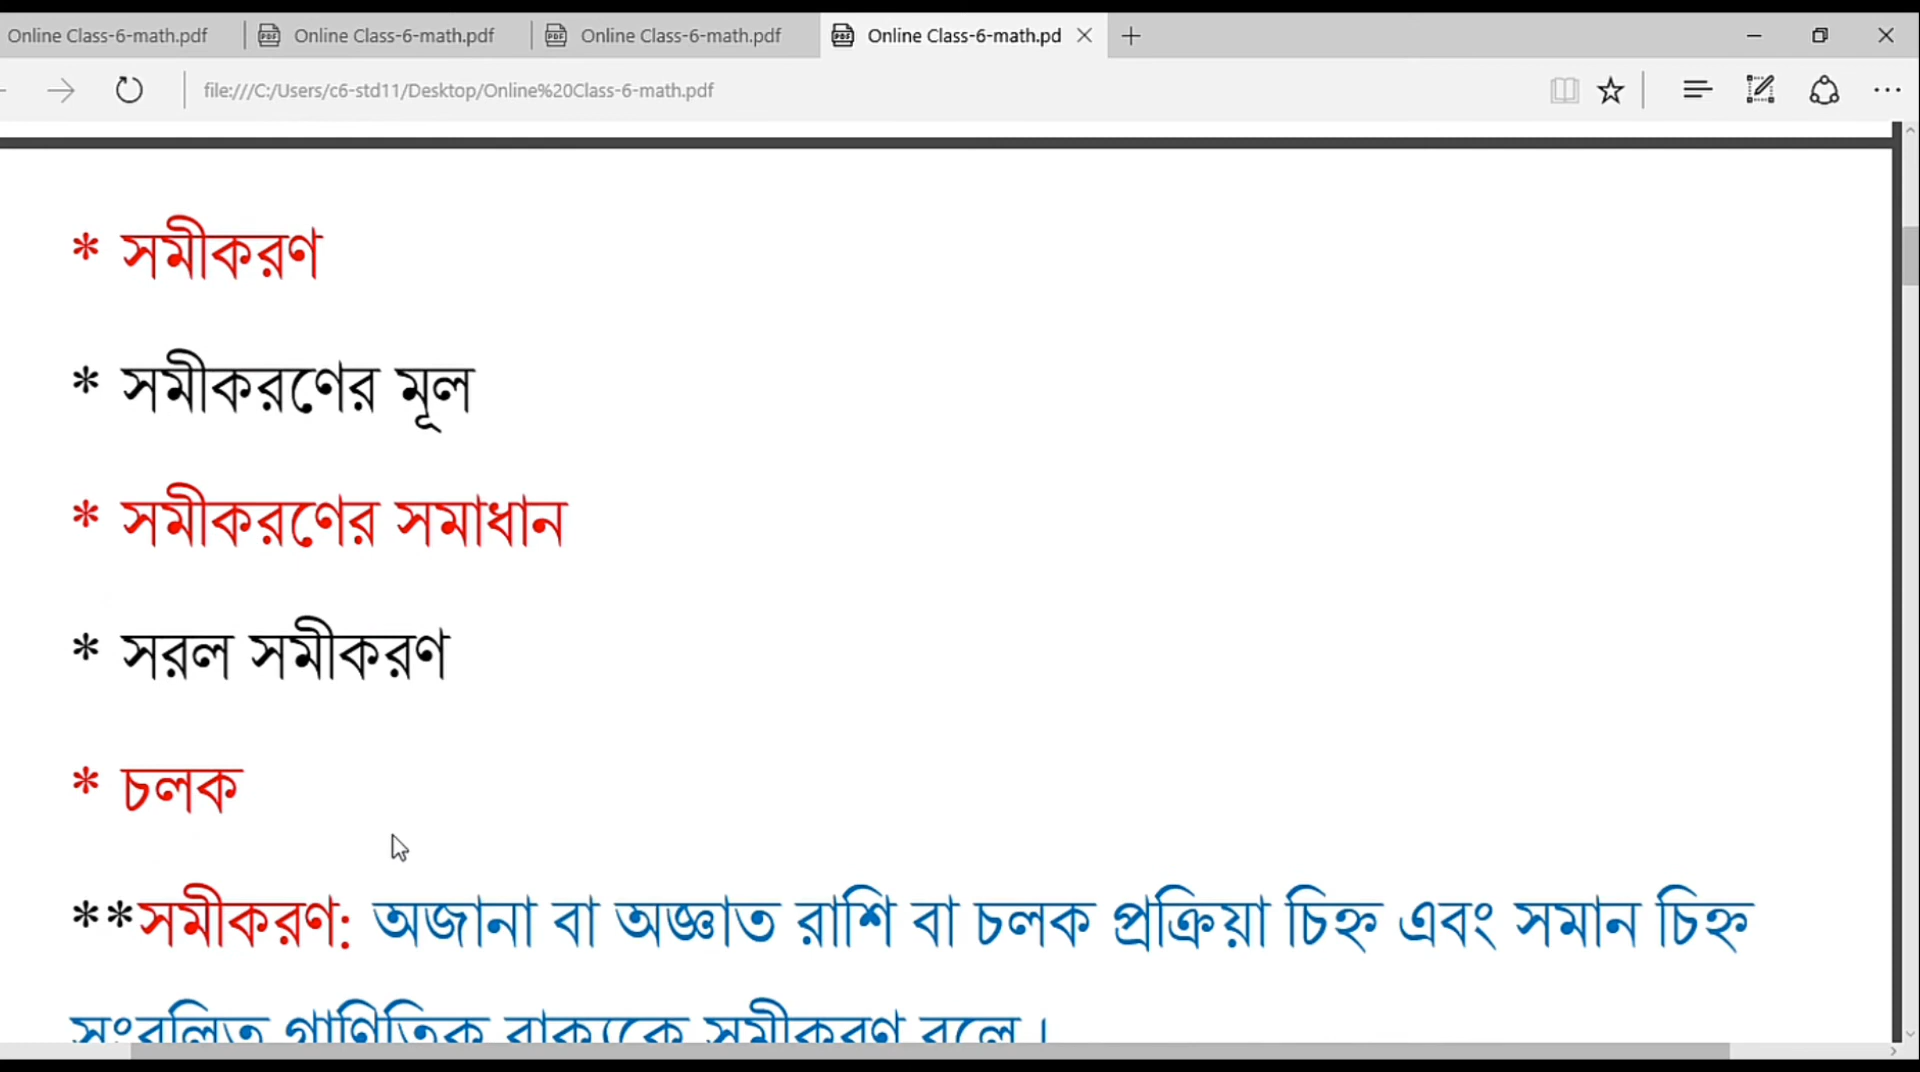 Online Class-6-math.pdf
Online Class-6-math.pdf
Online Class-6-math.pdf
Online Class-6-math.pd
file:///C:/Users/c6-std11/Desktop/Online%20Class-6-math.pdf
* সমীকরণ
* সমীকরণের মূল
* সমীকরণের সমাধান
* সরল সমীকরণ
* চলক
**সমীকরণ: অজানা বা অজ্ঞাত রাশি বা চলক প্রক্রিয়া চিহ্ন এবং সমান চিহ্ন
সংবলিত গাণিতিক বাক্যকে সমীকরণ বলে।